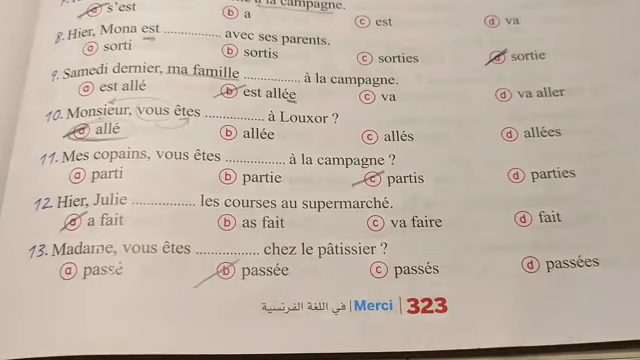 à la campagne.
ⓐ s'est ⓑ a ⓒ est ⓓ va
8. Hier, Mona est ................ avec ses parents.
ⓐ sorti ⓑ sortis ⓒ sorties ⓓ sortie
9. Samedi dernier, ma famille ................ à la campagne.
ⓐ est allé ⓑ est allée ⓒ va ⓓ va aller
10. Monsieur, vous êtes ................ à Louxor ?
ⓐ allé ⓑ allée ⓒ allés ⓓ allées
11. Mes copains, vous êtes ................ à la campagne ?
ⓐ parti ⓑ partie ⓒ partis ⓓ parties
12. Hier, Julie ................ les courses au supermarché.
ⓐ a fait ⓑ as fait ⓒ va faire ⓓ fait
13. Madame, vous êtes ................ chez le pâtissier ?
ⓐ passé ⓑ passée ⓒ passés ⓓ passées
في اللغة الفرنسية | Merci | 323